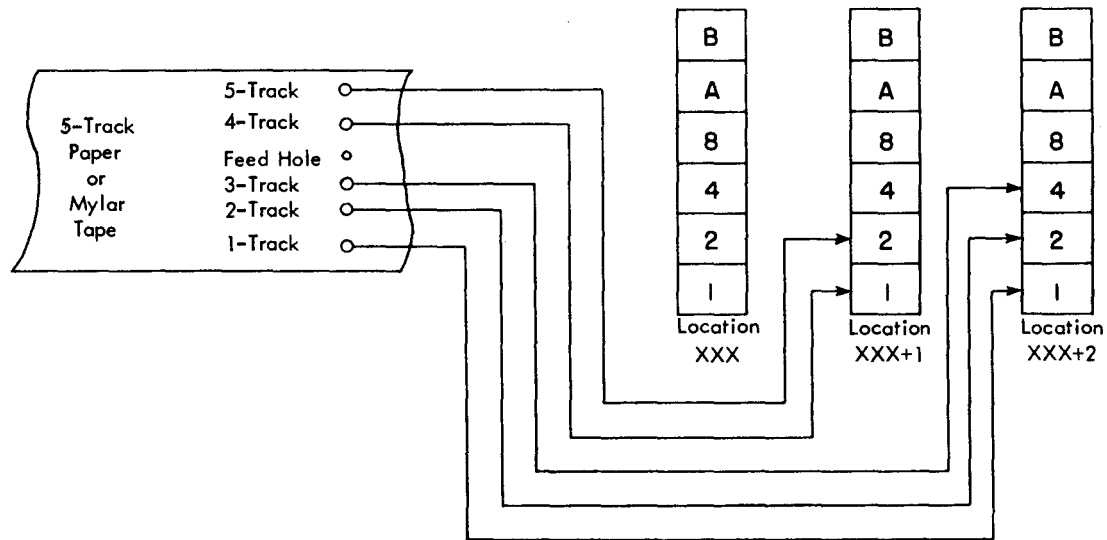 5-Track
Paper
or
Mylar
Tape
5-Track
4-Track
Feed Hole
3-Track
2-Track
1-Track
B
A
8
4
2
1
Location
XXX
B
A
8
4
2
1
Location
XXX+1
B
A
8
4
2
1
Location
XXX+2